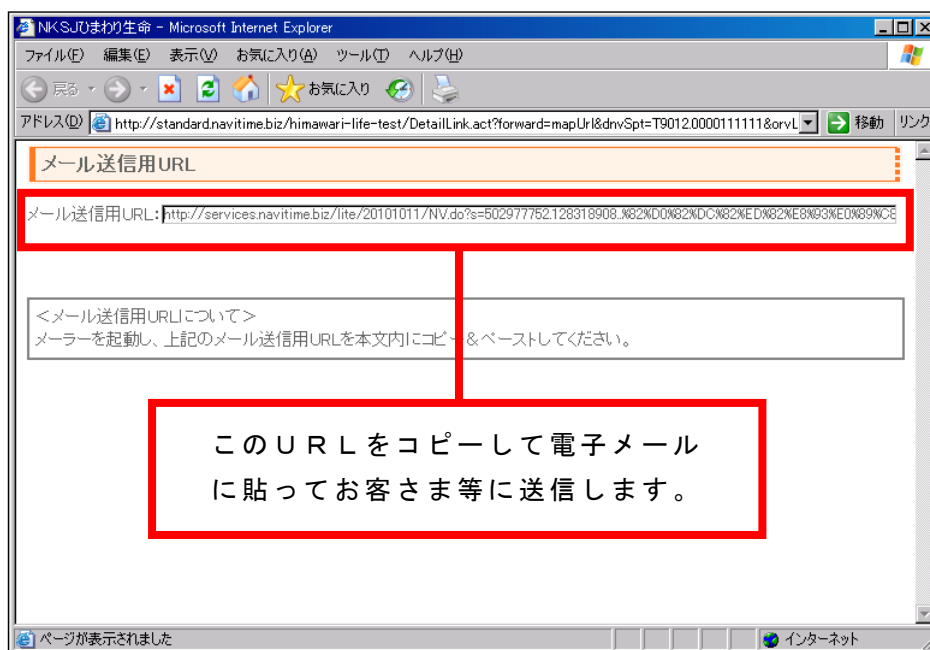 NKSJひまわり生命 - Microsoft Internet Explorer
ファイル(F) 編集(E) 表示(V) お気に入り(A) ツール(T) ヘルプ(H)
戻る お気に入り
アドレス(D) http://standard.navitime.biz/himawari-life-test/DetailLink.act?forward=mapUrl&dnvSpt=T9012.0000111111&orvL 移動 リンク
メール送信用URL
メール送信用URL: http://services.navitime.biz/lite/20101011/NV.do?s=502977752.128318908..%82%D0%82%DC%82%ED%82%E8%93%E0%89%C8
<メール送信用URLについて>
メーラーを起動し、上記のメール送信用URLを本文内にコピー&ペーストしてください。
このURLをコピーして電子メール
に貼ってお客さま等に送信します。
ページが表示されました インターネット